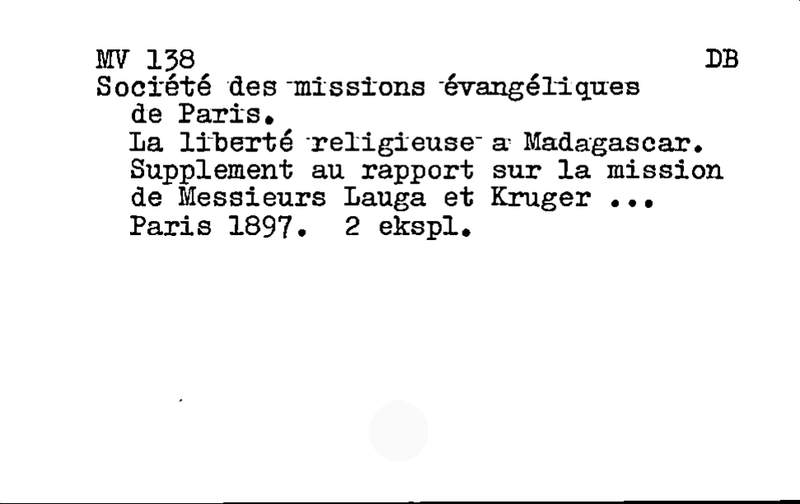 MV 138 DB
Société des missions évangéliques
de Paris.
La liberté religieuse a Madagascar.
Supplement au rapport sur la mission
de Messieurs Lauga et Kruger ...
Paris 1897. 2 ekspl.